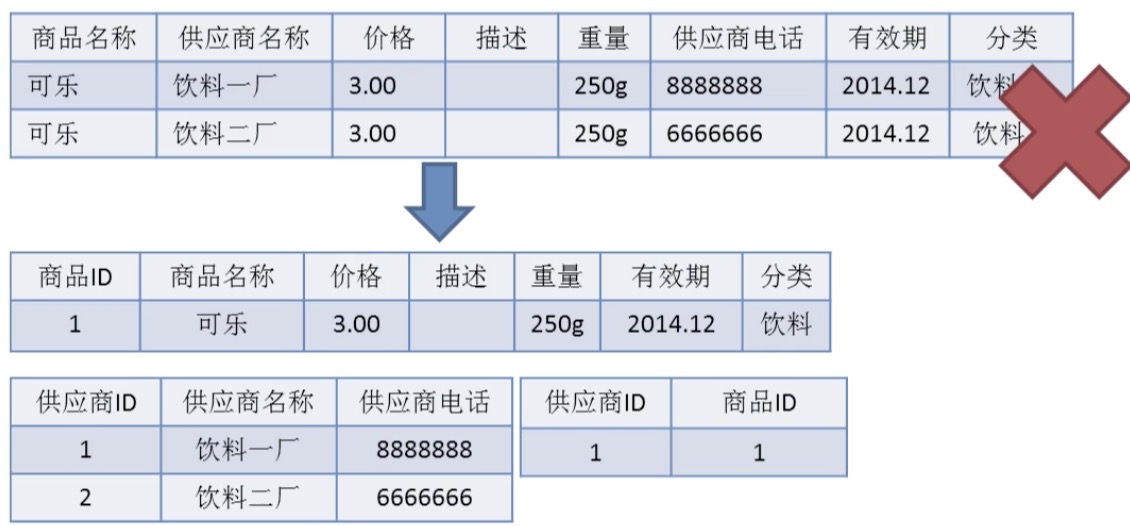 商品名称 供应商名称 价格 描述 重量 供应商电话 有效期 分类
可乐 饮料一厂 3.00 250g 8888888 2014.12 饮料
可乐 饮料二厂 3.00 250g 6666666 2014.12 饮料
商品ID 商品名称 价格 描述 重量 有效期 分类
1 可乐 3.00 250g 2014.12 饮料
供应商ID 供应商名称 供应商电话
1 饮料一厂 8888888
2 饮料二厂 6666666
供应商ID 商品ID
1 1